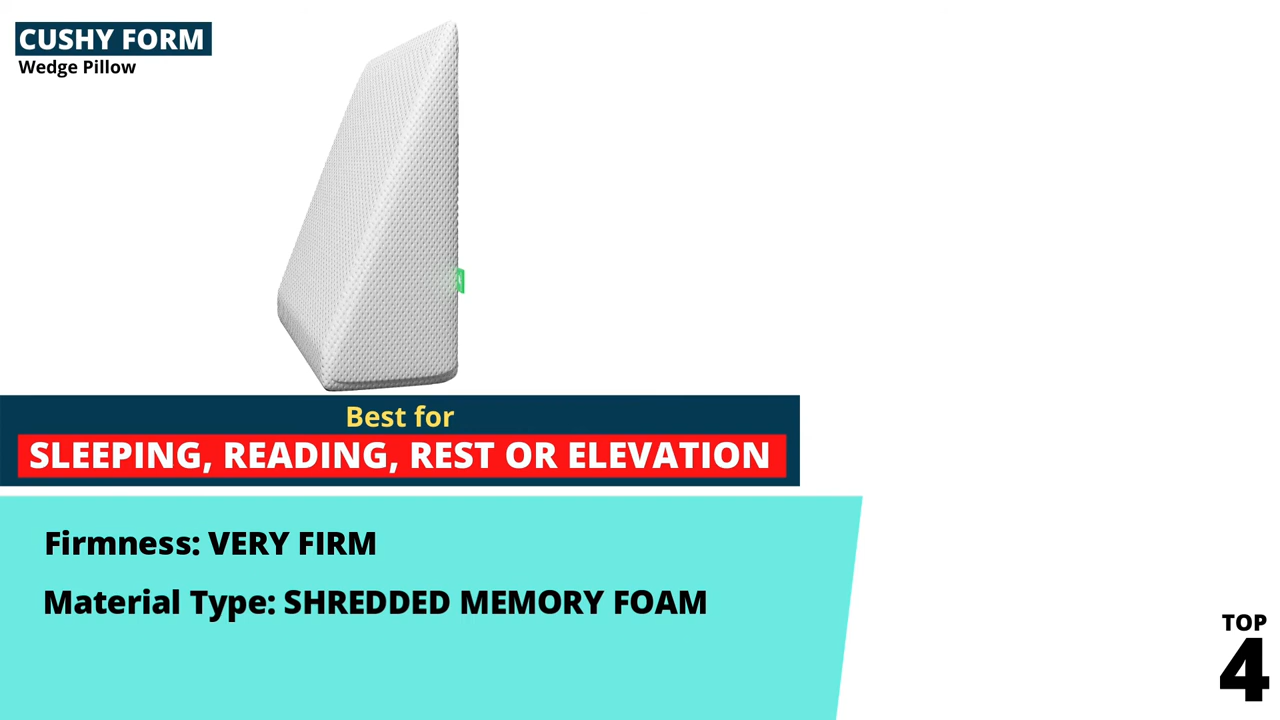 CUSHY FORM
Wedge Pillow
Best for
SLEEPING, READING, REST OR ELEVATION
Firmness: VERY FIRM
Material Type: SHREDDED MEMORY FOAM
TOP
4